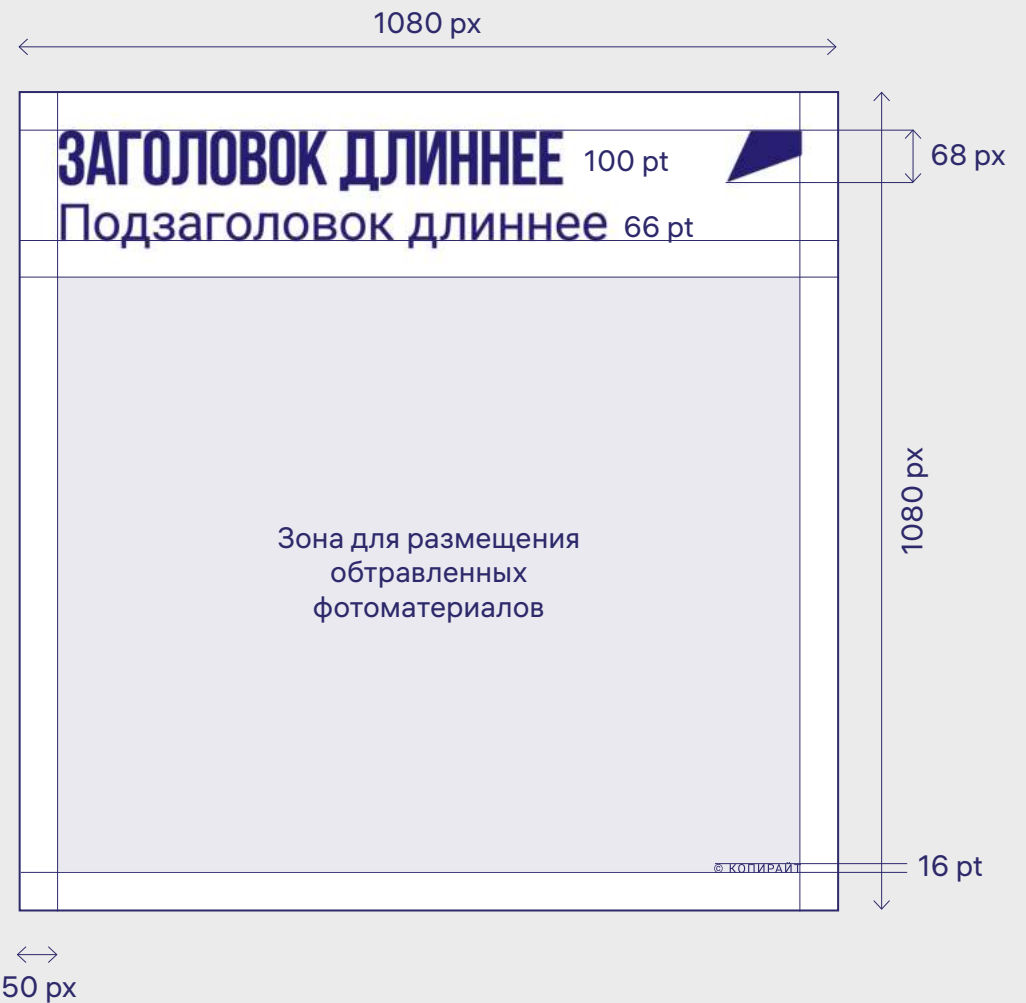 1080 px
ЗАГОЛОВОК ДЛИННЕЕ 100 pt
68 px
Подзаголовок длиннее 66 pt
1080 px
Зона для размещения
обтравленных
фотоматериалов
© КОПИРАЙТ
16 pt
50 px